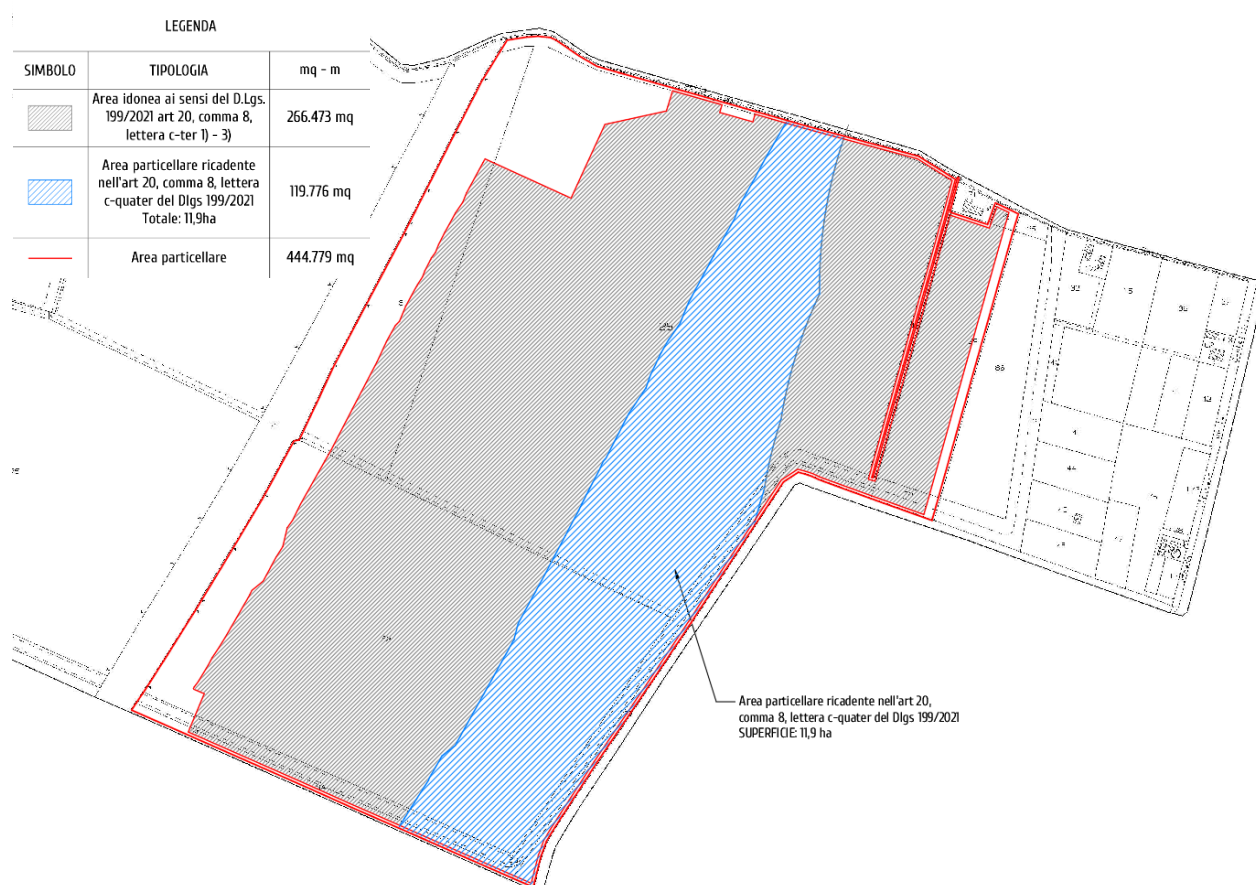 LEGENDA
SIMBOLO
TIPOLOGIA
mq - m
Area idonea ai sensi del D.Lgs.
199/2021 art 20, comma 8,
lettera c-ter 1) - 3)
266.473 mq
Area particellare ricadente
nell'art 20, comma 8, lettera
c-quater del Dlgs 199/2021
Totale: 11,9ha
119.776 mq
Area particellare
444.779 mq
Area particellare ricadente nell'art 20,
comma 8, lettera c-quater del Dlgs 199/2021
SUPERFICIE: 11,9 ha
86
44